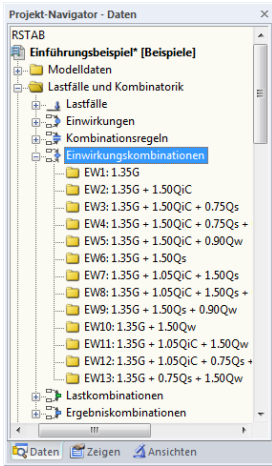 Projekt-Navigator - Daten
RSTAB
Einführungsbeispiel* [Beispiele]
Modelldaten
Lastfälle und Kombinatorik
Lastfälle
Einwirkungen
Kombinationsregeln
Einwirkungskombinationen
EW1: 1.35G
EW2: 1.35G + 1.50QiC
EW3: 1.35G + 1.50QiC + 0.75Qs
EW4: 1.35G + 1.50QiC + 0.75Qs +
EW5: 1.35G + 1.50QiC + 0.90Qw
EW6: 1.35G + 1.50Qs
EW7: 1.35G + 1.05QiC + 1.50Qs
EW8: 1.35G + 1.05QiC + 1.50Qs +
EW9: 1.35G + 1.50Qs + 0.90Qw
EW10: 1.35G + 1.50Qw
EW11: 1.35G + 1.05QiC + 1.50Qw
EW12: 1.35G + 1.05QiC + 0.75Qs +
EW13: 1.35G + 0.75Qs + 1.50Qw
Lastkombinationen
Ergebniskombinationen
Daten Zeigen Ansichten